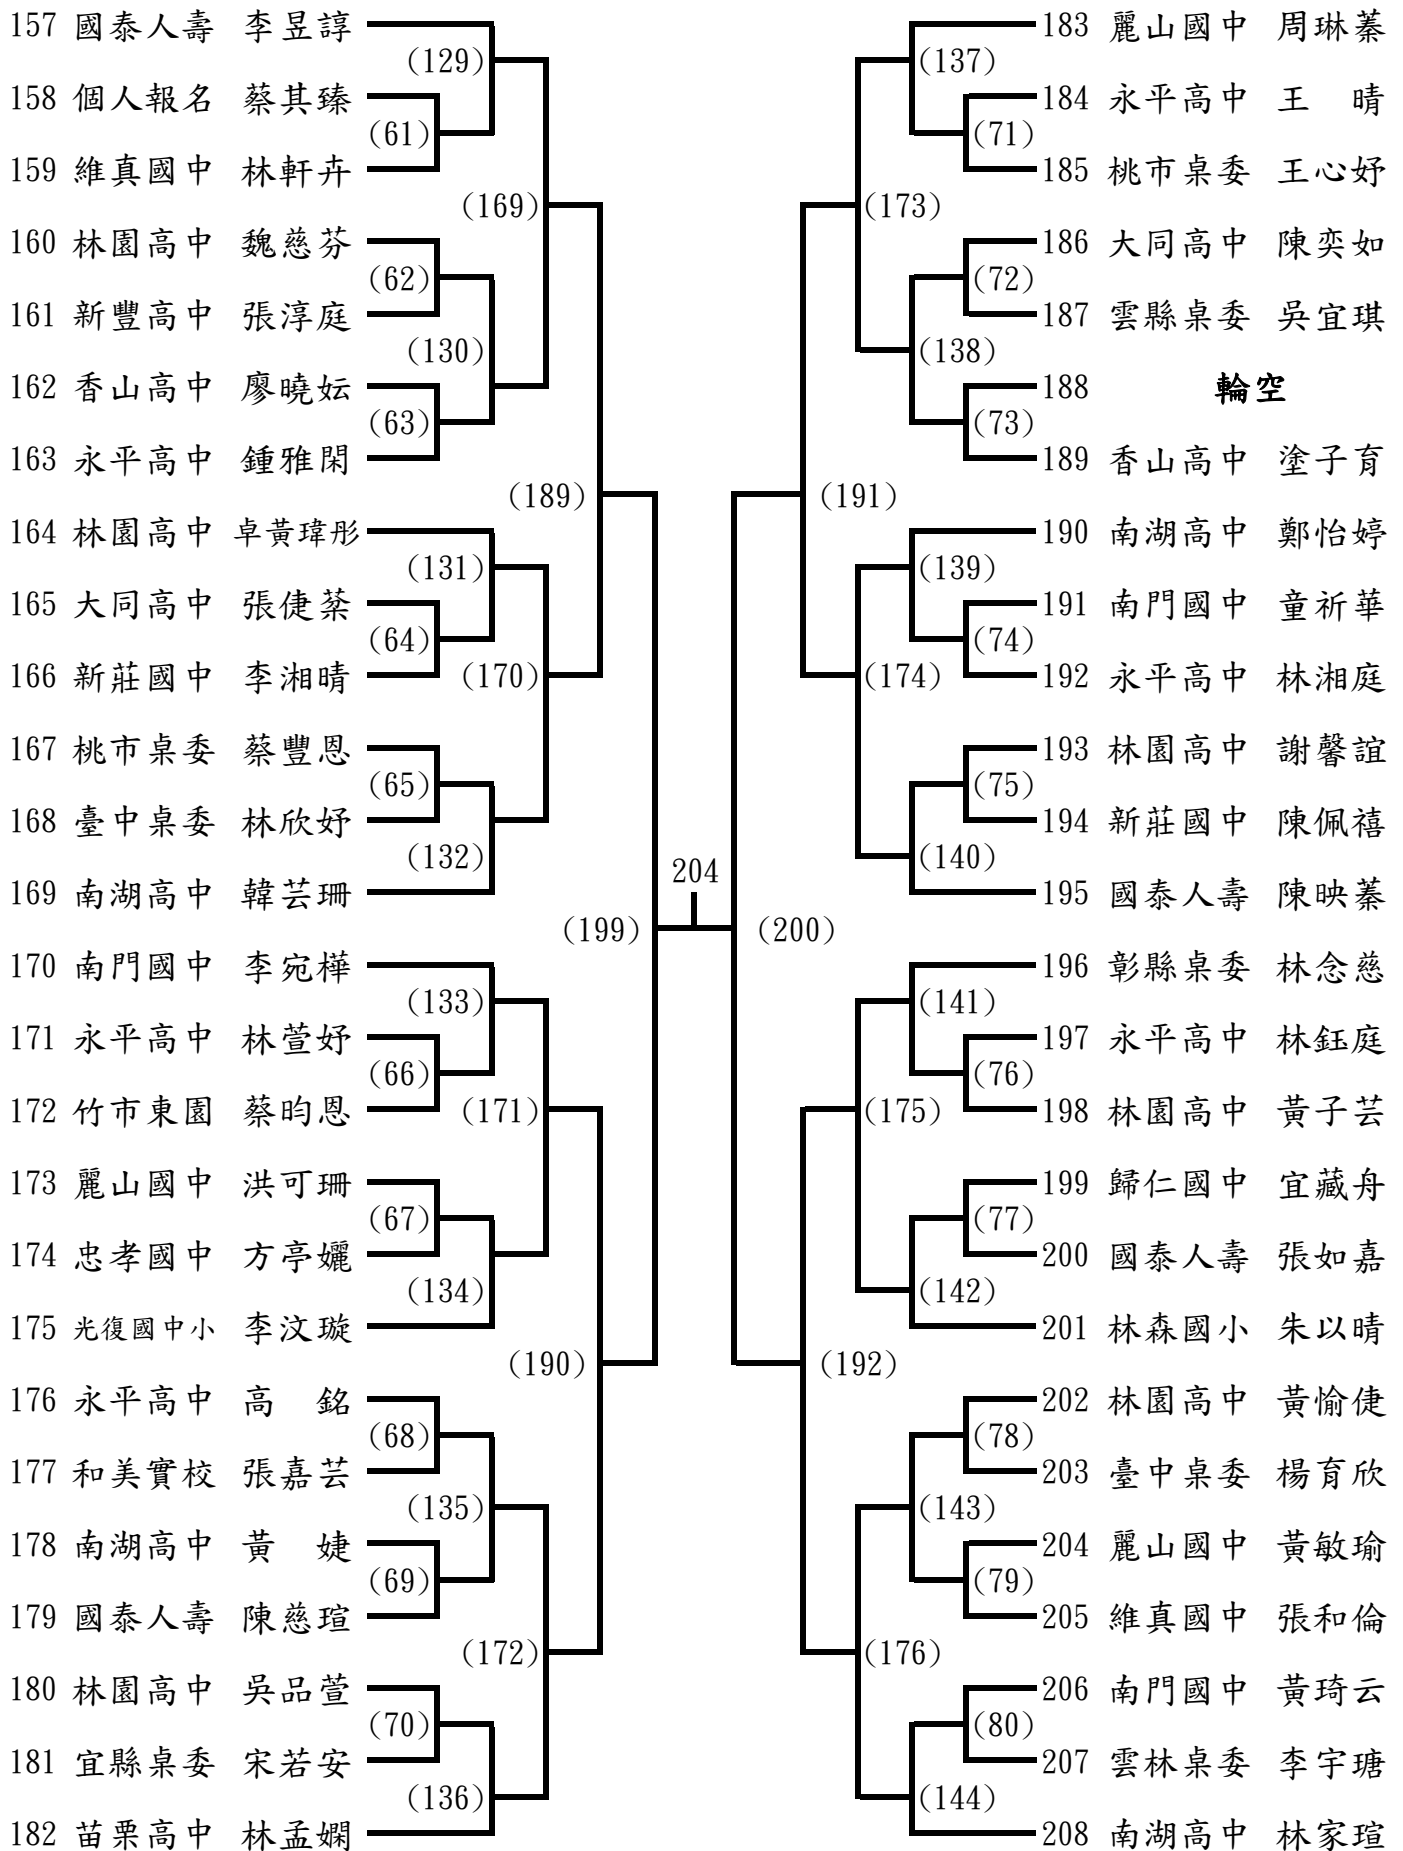 157 國泰人壽 李昱諄
(129)
158 個人報名 蔡其臻
(61)
159 維真國中 林軒卉
(169)
160 林園高中 魏慈芬
(62)
161 新豐高中 張淳庭
(130)
162 香山高中 廖曉妘
(63)
163 永平高中 鍾雅閑
(189)
164 林園高中 卓黃瑋彤
(131)
165 大同高中 張倢棻
(64)
166 新莊國中 李湘晴
(170)
167 桃市桌委 蔡豐恩
(65)
168 臺中桌委 林欣妤
(132)
169 南湖高中 韓芸珊
(199)
170 南門國中 李宛樺
(133)
171 永平高中 林萱妤
(66)
172 竹市東園 蔡昀恩
(171)
173 麗山國中 洪可珊
(67)
174 忠孝國中 方亭孋
(134)
175 光復國中小 李汶璇
(190)
176 永平高中 高 銘
(68)
177 和美實校 張嘉芸
(135)
178 南湖高中 黃 婕
(69)
179 國泰人壽 陳慈瑄
(172)
180 林園高中 吳品萱
(70)
181 宜縣桌委 宋若安
(136)
182 苗栗高中 林孟嫻
204
183 麗山國中 周琳蓁
(137)
184 永平高中 王 晴
(71)
185 桃市桌委 王心妤
(173)
186 大同高中 陳奕如
(72)
187 雲縣桌委 吳宜琪
(138)
188 輪空
(73)
189 香山高中 塗子育
(191)
190 南湖高中 鄭怡婷
(139)
191 南門國中 童祈華
(74)
192 永平高中 林湘庭
(174)
193 林園高中 謝馨誼
(75)
194 新莊國中 陳佩禧
(140)
195 國泰人壽 陳映蓁
(200)
196 彰縣桌委 林念慈
(141)
197 永平高中 林鈺庭
(76)
198 林園高中 黃子芸
(175)
199 歸仁國中 宜藏舟
(77)
200 國泰人壽 張如嘉
(142)
201 林森國小 朱以晴
(192)
202 林園高中 黃愉倢
(78)
203 臺中桌委 楊育欣
(143)
204 麗山國中 黃敏瑜
(79)
205 維真國中 張和倫
(176)
206 南門國中 黃琦云
(80)
207 雲林桌委 李宇瑭
(144)
208 南湖高中 林家瑄